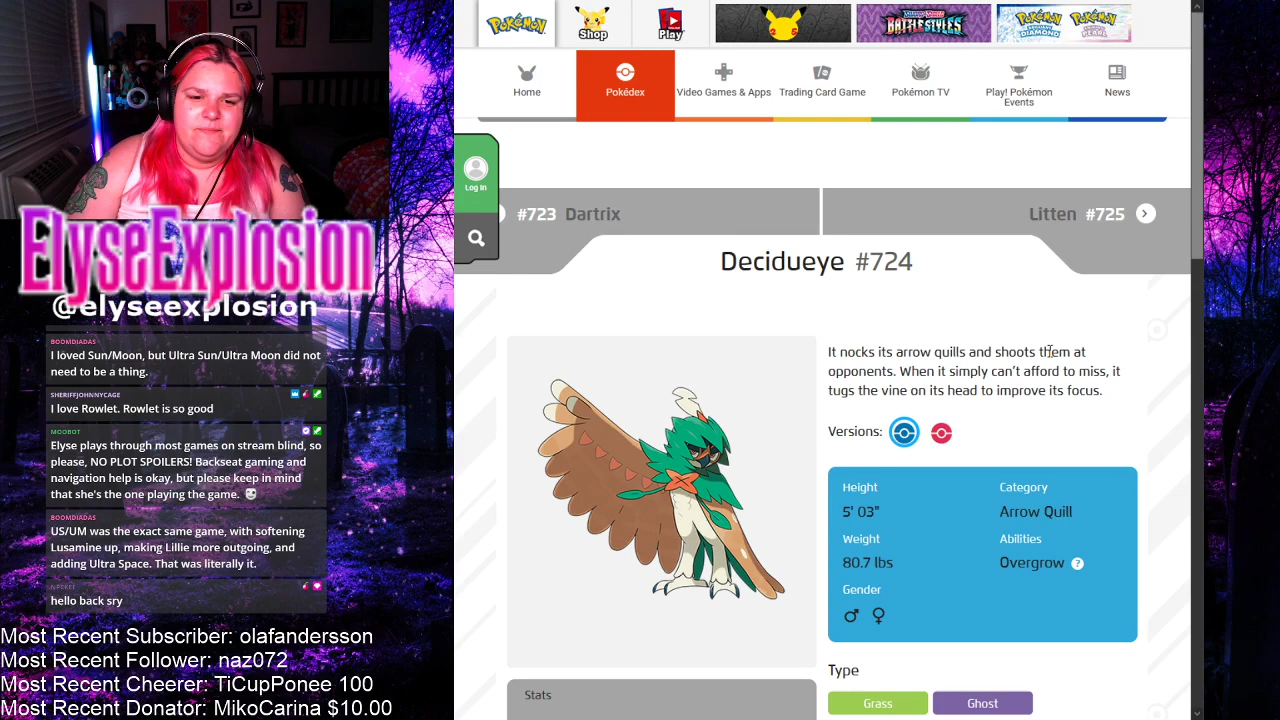 Pokémon
Shop
Play
25
BATTLE STYLES
Pokémon
Pokémon
Home
Pokédex
Video Games & Apps
Trading Card Game
Pokémon TV
Play! Pokémon
Events
News
Log In
#723 Dartrix
Litten #725
Decidueye #724
It nocks its arrow quills and shoots them at
opponents. When it simply can't afford to miss, it
tugs the vine on its head to improve its focus.
Versions:
Height
5' 03"
Weight
80.7 lbs
Gender
Category
Arrow Quill
Abilities
Overgrow ?
Type
Grass
Ghost
Stats
ElyseExplosion
@elyseexplosion
BOOMDIADAS
I loved Sun/Moon, but Ultra Sun/Ultra Moon did not
need to be a thing.
SHERIFFJOHNNYCAGE
I love Rowlet. Rowlet is so good
MOOBOT
Elyse plays through most games on stream blind, so
please, NO PLOT SPOILERS! Backseat gaming and
navigation help is okay, but please keep in mind
that she's the one playing the game.
BOOMDIADAS
US/UM was the exact same game, with softening
Lusamine up, making Lillie more outgoing, and
adding Ultra Space. That was literally it.
hello back sry
Most Recent Subscriber: olafandersson
Most Recent Follower: naz072
Most Recent Cheerer: TiCupPonee 100
Most Recent Donator: MikoCarina $10.00